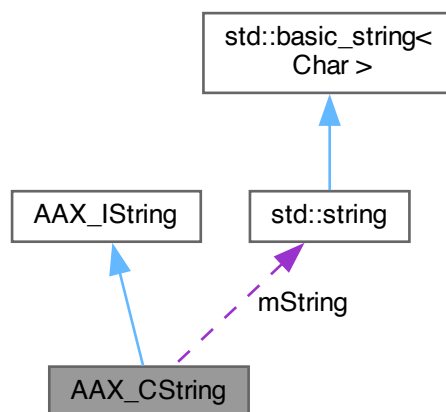 std::basic_string<
Char >
AAX_IString
std::string
mString
AAX_CString